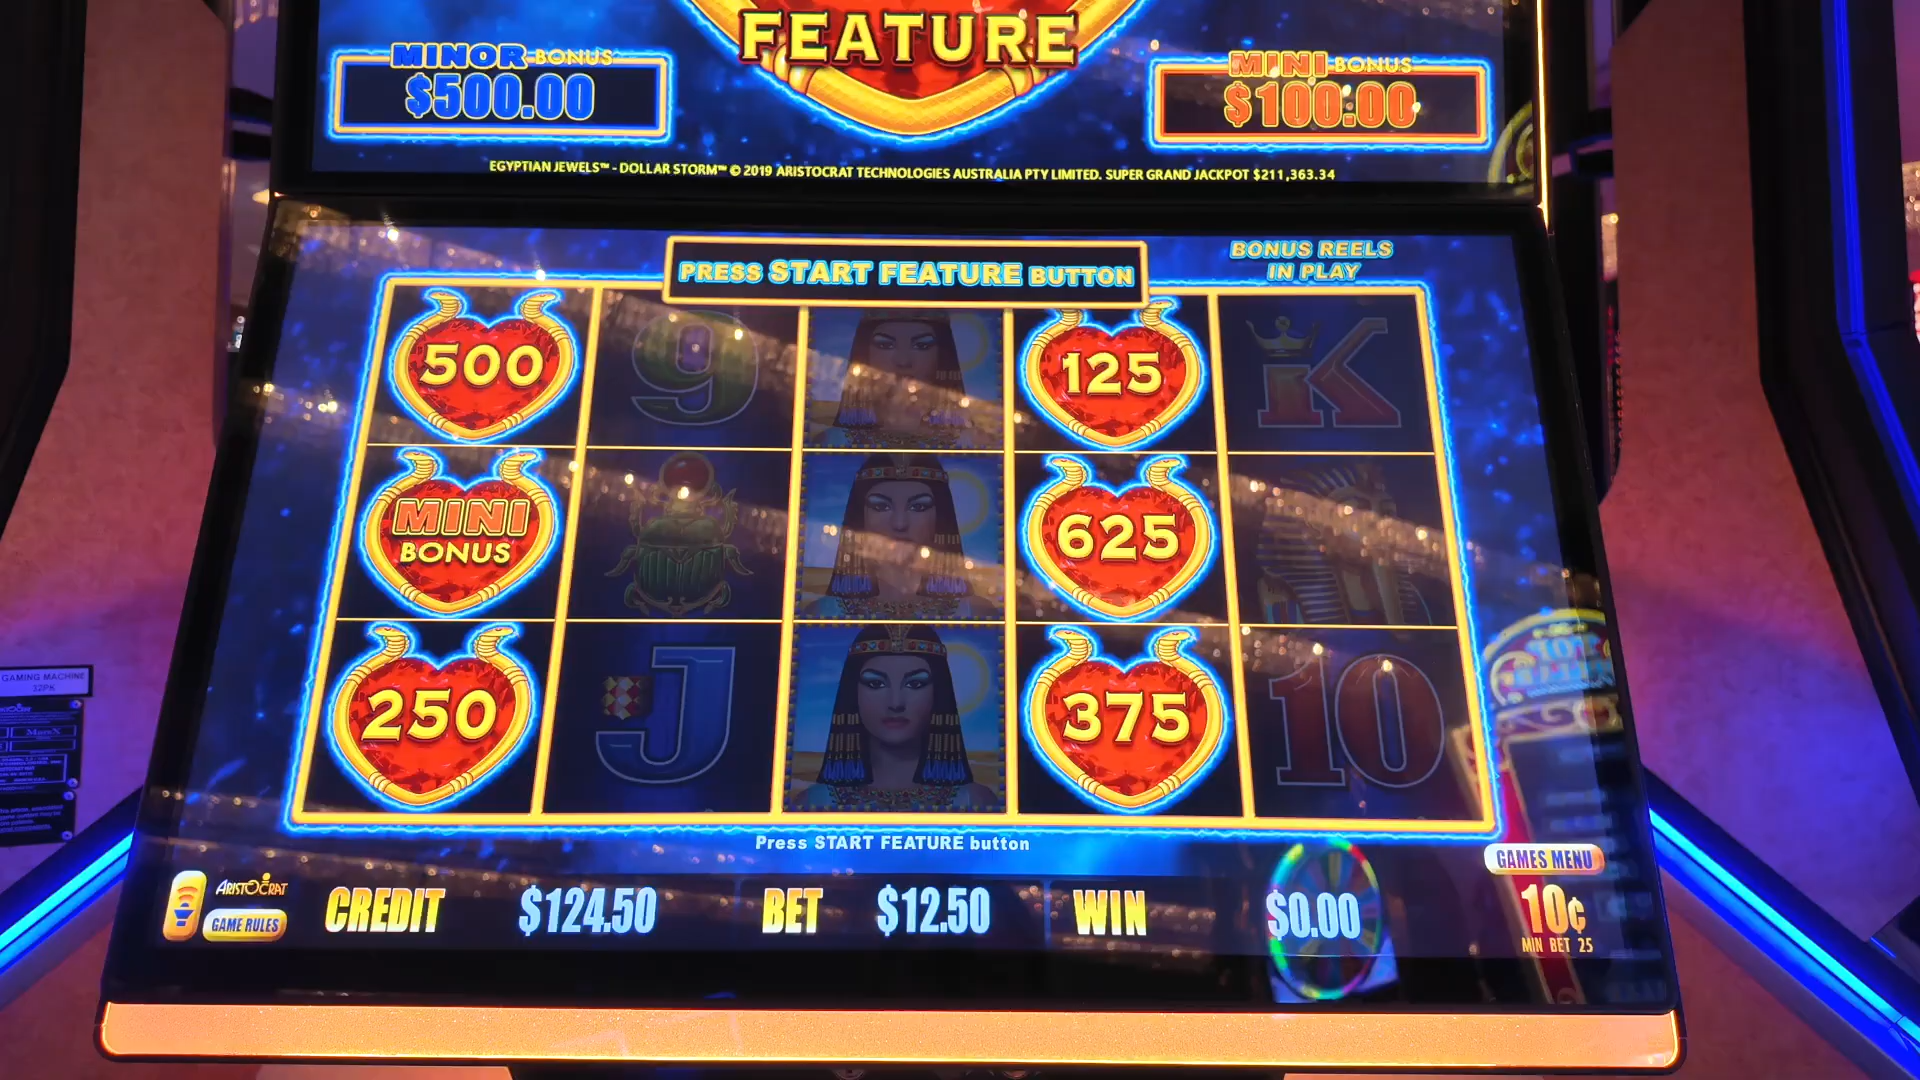 FEATURE
MINOR BONUS
$500.00
MINI BONUS
$100.00
EGYPTIAN JEWELS™ - DOLLAR STORM™ © 2019 ARISTOCRAT TECHNOLOGIES AUSTRALIA PTY LIMITED. SUPER GRAND JACKPOT $211,363.34
PRESS START FEATURE BUTTON
BONUS REELS
IN PLAY
500
9
125
K
MINI
BONUS
625
250
J
375
10
GAMING MACHINE
Press START FEATURE button
GAMES MENU
ARISTOCRAT
GAME RULES
CREDIT $124.50 BET $12.50 WIN $0.00
10¢
MIN BET 25